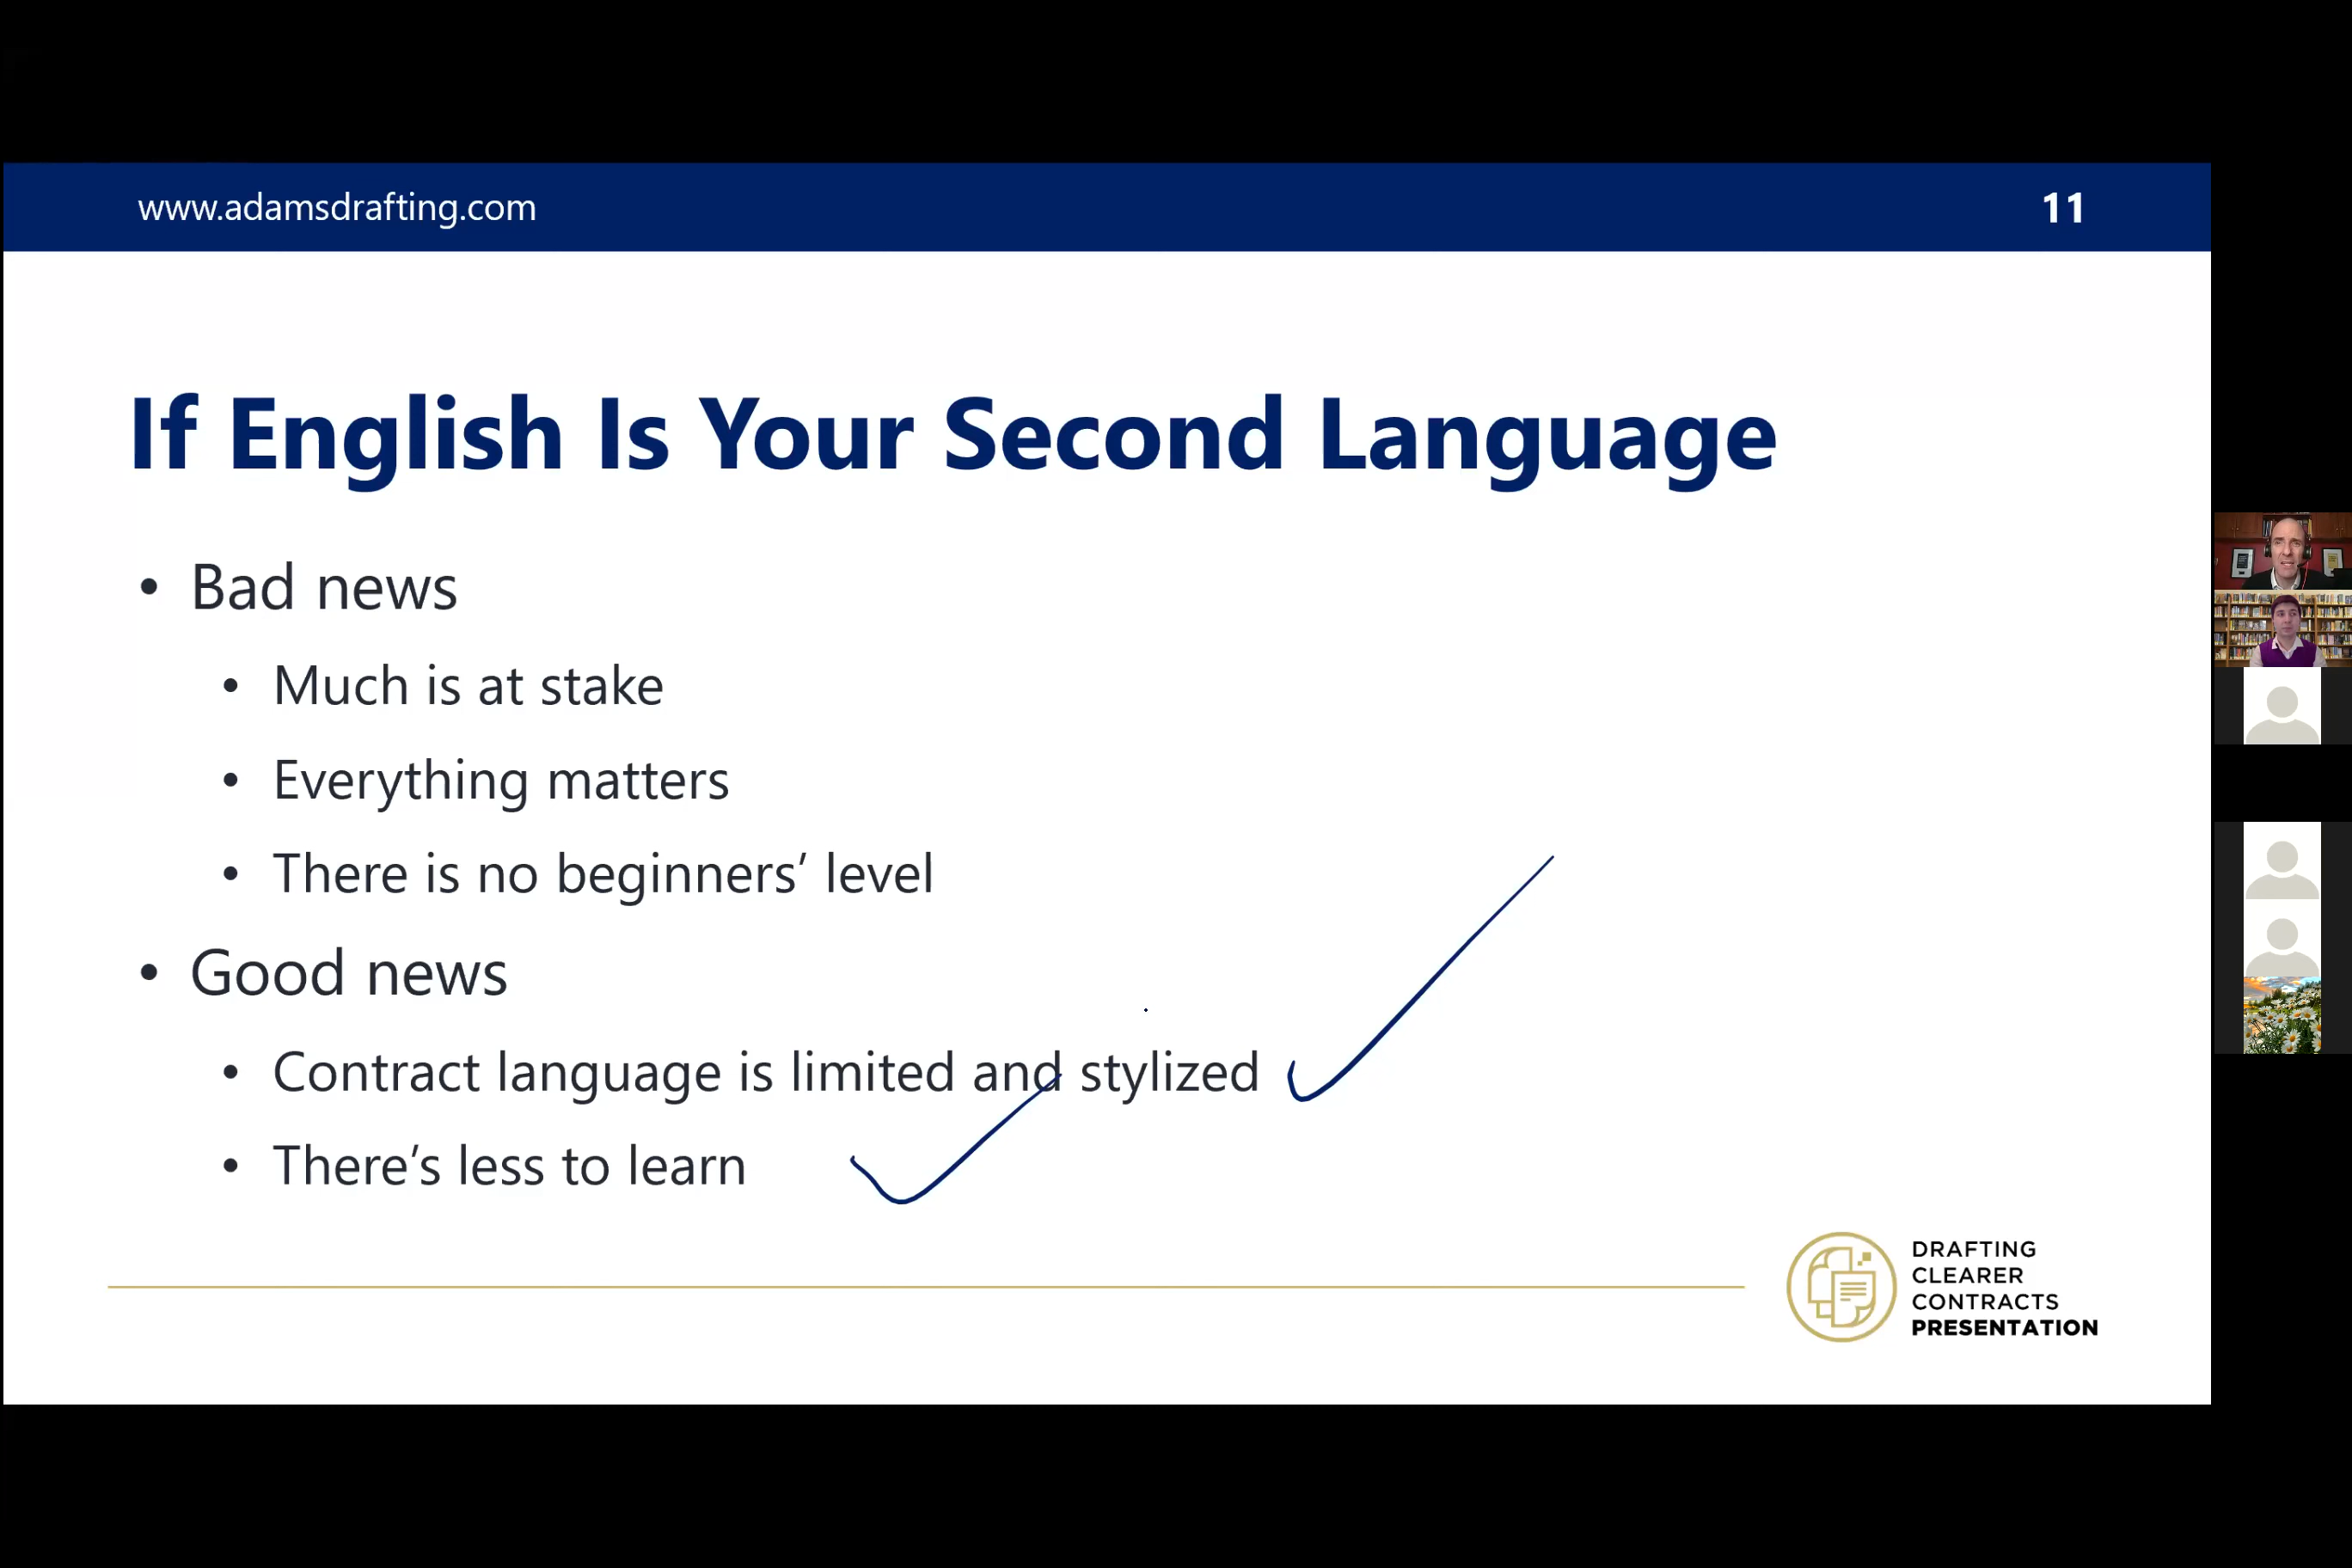 www.adamsdrafting.com
11
If English Is Your Second Language
• Bad news
• Much is at stake
• Everything matters
• There is no beginners’ level
• Good news
• Contract language is limited and stylized
• There’s less to learn
DRAFTING
CLEARER
CONTRACTS
PRESENTATION